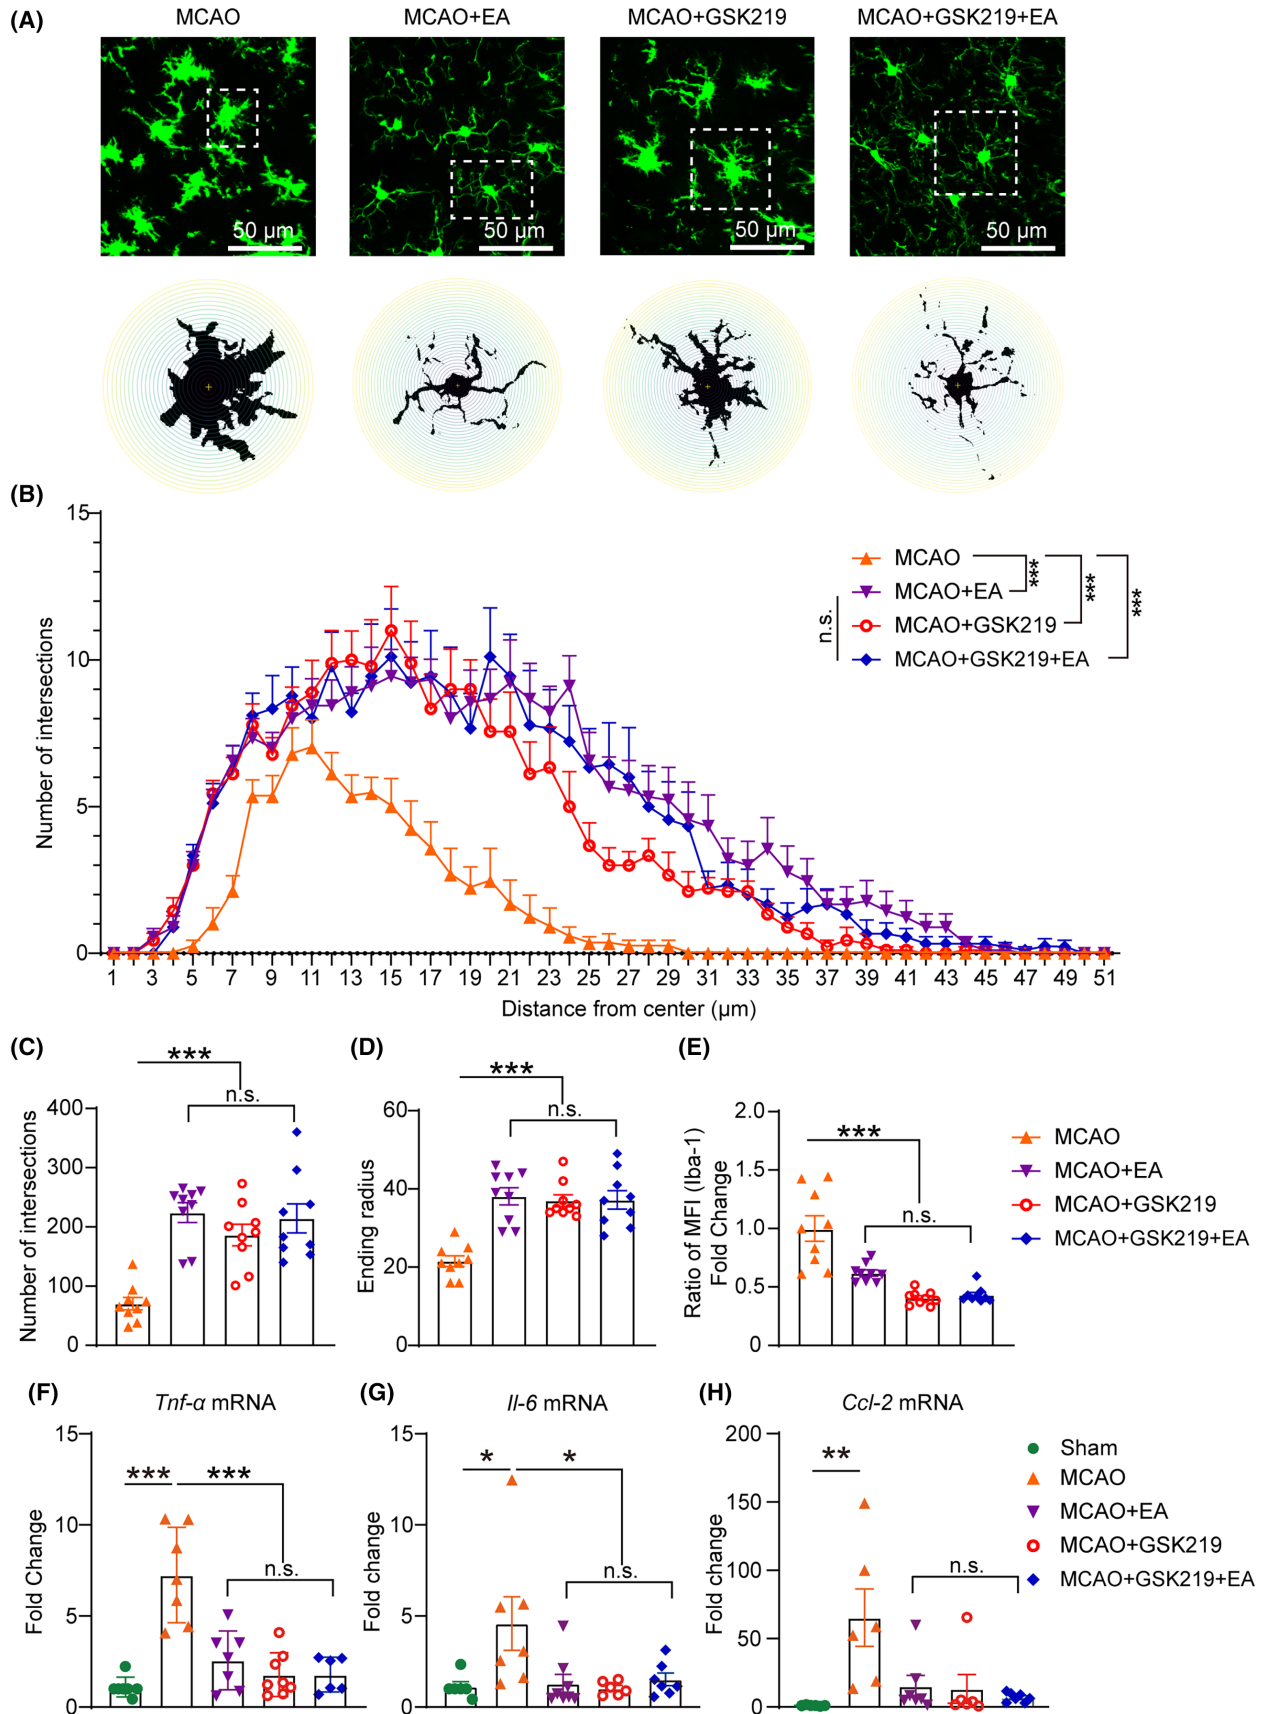 (A)
MCAO
MCAO+EA
MCAO+GSK219
MCAO+GSK219+EA
50 µm
50 µm
50 µm
50 µm
(B)
Number of intersections
15
10
5
0
1 3 5 7 9 11 13 15 17 19 21 23 25 27 29 31 33 35 37 39 41 43 45 47 49 51
Distance from center (µm)
MCAO
MCAO+EA
MCAO+GSK219
MCAO+GSK219+EA
n.s.
***
***
***
(C)
Number of intersections
400
300
200
100
0
***
n.s.
(D)
Ending radius
60
40
20
0
***
n.s.
(E)
Ratio of MFI (Iba-1)
Fold Change
2.0
1.5
1.0
0.5
0
***
n.s.
MCAO
MCAO+EA
MCAO+GSK219
MCAO+GSK219+EA
(F)
Tnf-α mRNA
Fold Change
15
10
5
0
***
***
n.s.
(G)
Il-6 mRNA
Fold change
15
10
5
0
*
*
n.s.
(H)
Ccl-2 mRNA
Fold change
200
150
100
50
0
**
n.s.
Sham
MCAO
MCAO+EA
MCAO+GSK219
MCAO+GSK219+EA